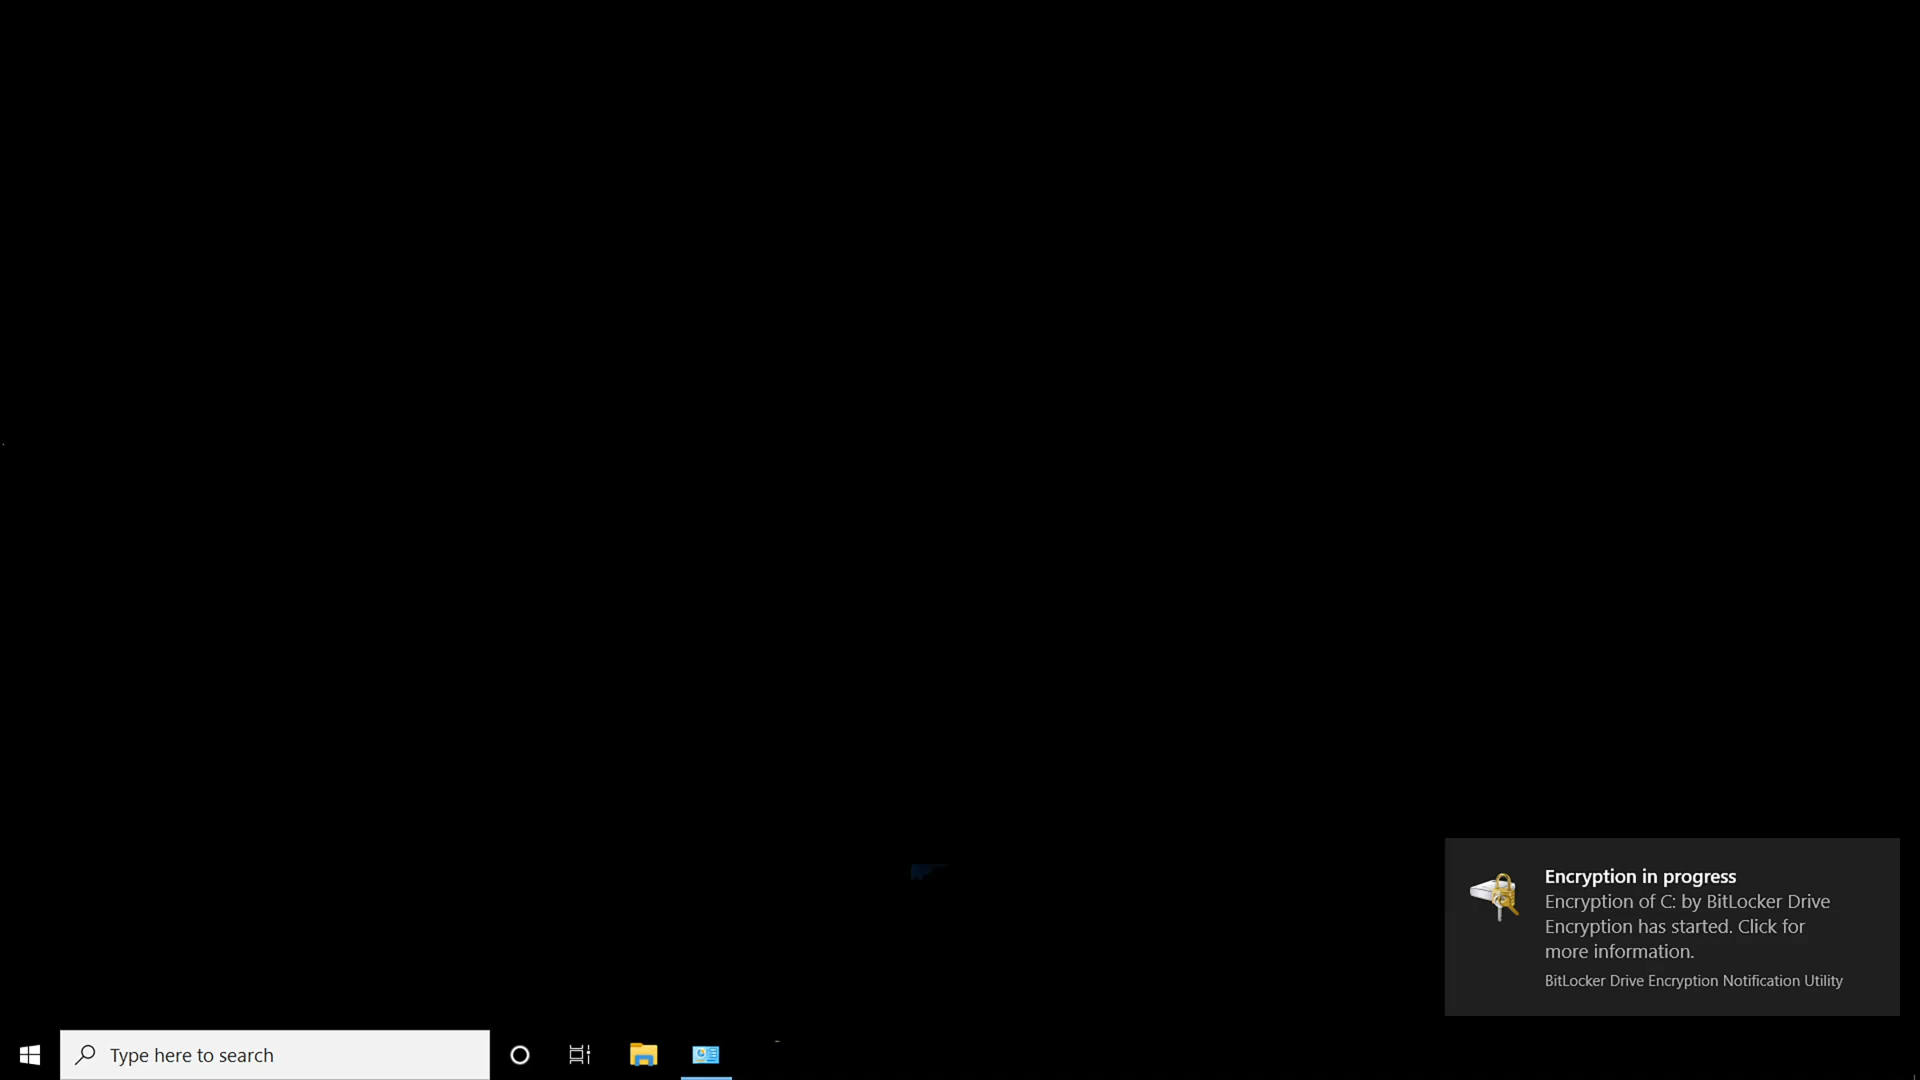 Encryption in progress
Encryption of C: by BitLocker Drive
Encryption has started. Click for
more information.
BitLocker Drive Encryption Notification Utility
Type here to search